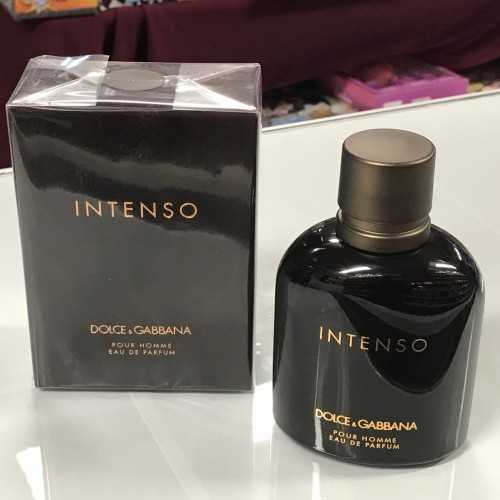 INTENSO
DOLCE & GABBANA
POUR HOMME
EAU DE PARFUM
INTENSO
DOLCE & GABBANA
POUR HOMME
EAU DE PARFUM